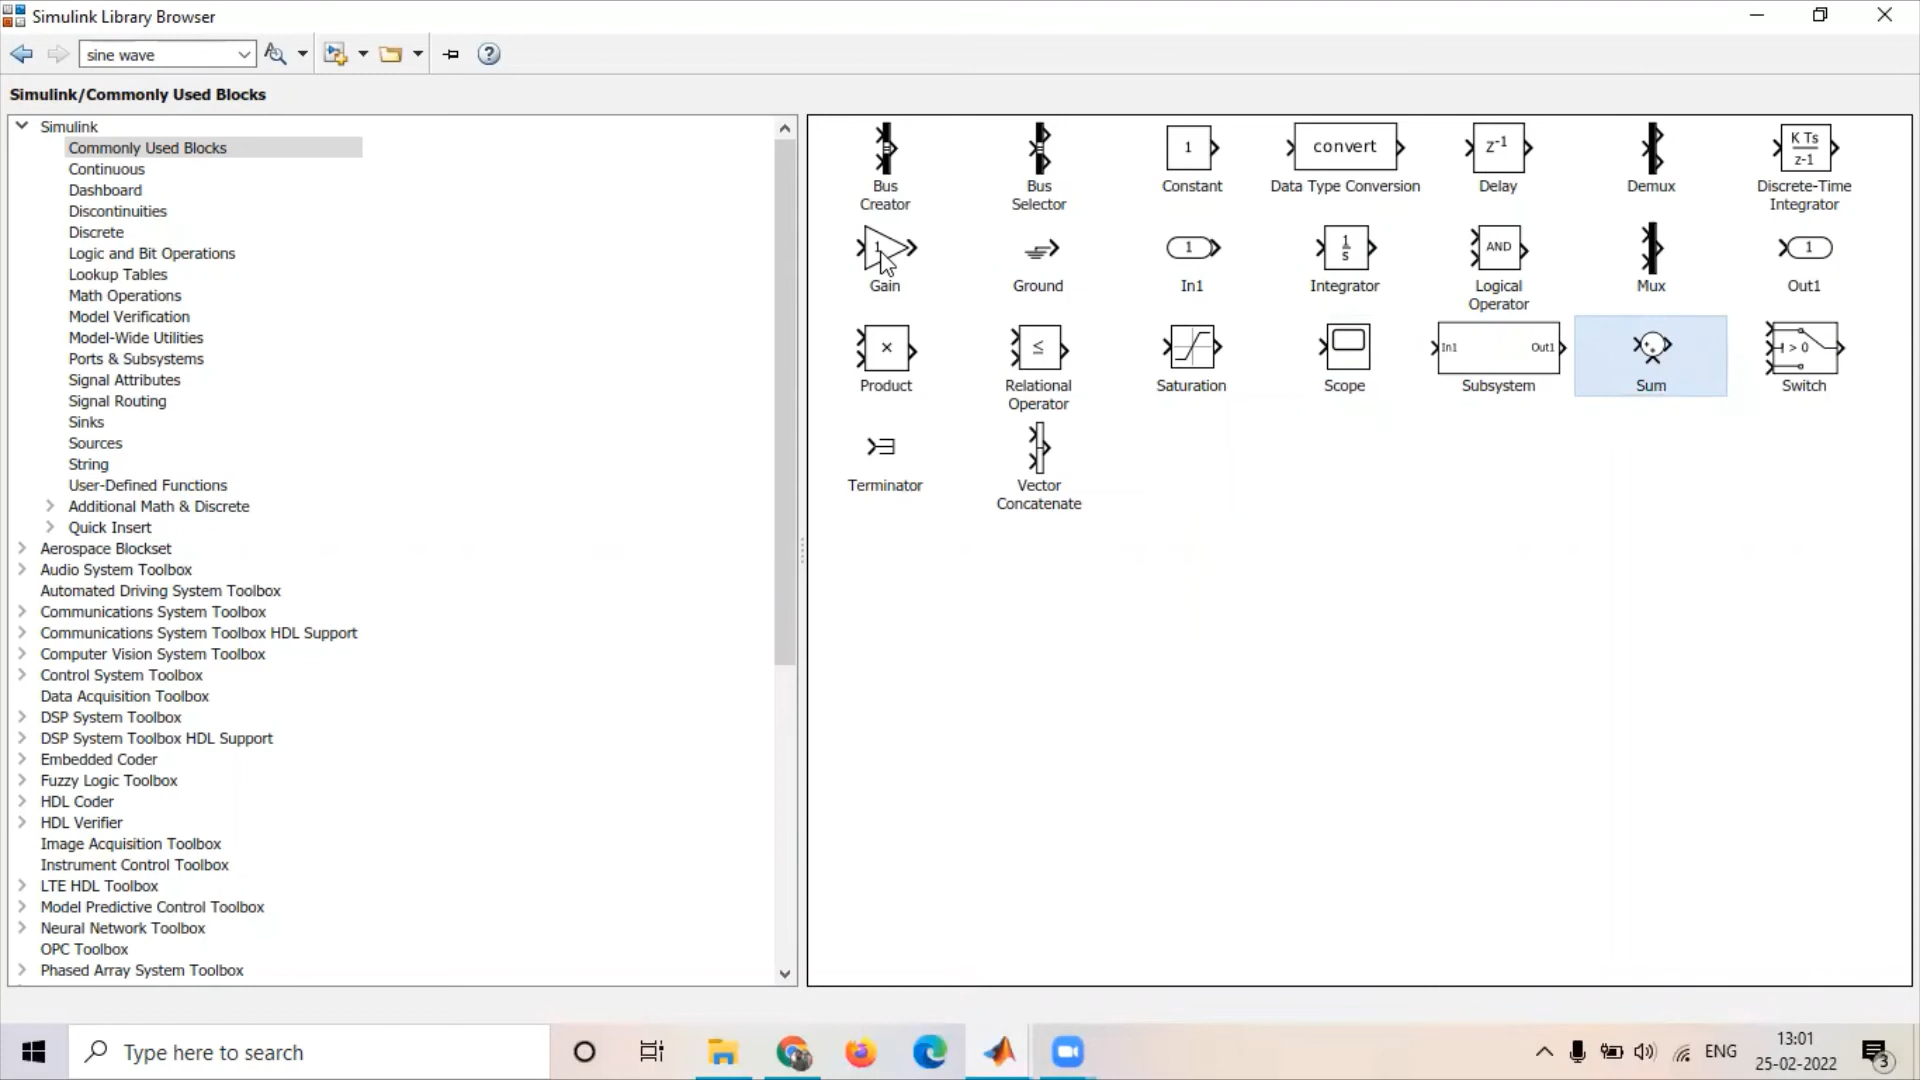 Simulink Library Browser
sine wave
Simulink/Commonly Used Blocks
Simulink
Commonly Used Blocks
Continuous
Dashboard
Discontinuities
Discrete
Logic and Bit Operations
Lookup Tables
Math Operations
Model Verification
Model-Wide Utilities
Ports & Subsystems
Signal Attributes
Signal Routing
Sinks
Sources
String
User-Defined Functions
Additional Math & Discrete
Quick Insert
Aerospace Blockset
Audio System Toolbox
Automated Driving System Toolbox
Communications System Toolbox
Communications System Toolbox HDL Support
Computer Vision System Toolbox
Control System Toolbox
Data Acquisition Toolbox
DSP System Toolbox
DSP System Toolbox HDL Support
Embedded Coder
Fuzzy Logic Toolbox
HDL Coder
HDL Verifier
Image Acquisition Toolbox
Instrument Control Toolbox
LTE HDL Toolbox
Model Predictive Control Toolbox
Neural Network Toolbox
OPC Toolbox
Phased Array System Toolbox
Bus
Creator
Bus
Selector
1
Constant
convert
Data Type Conversion
z-1
Delay
Demux
K Ts
z-1
Discrete-Time
Integrator
1
Gain
Ground
1
In1
1
s
Integrator
AND
Logical
Operator
Mux
1
Out1
×
Product
≤
Relational
Operator
Saturation
Scope
In1
Out1
Subsystem
+
+
Sum
> 0
Switch
Terminator
Vector
Concatenate
Type here to search
ENG
13:01
25-02-2022
3